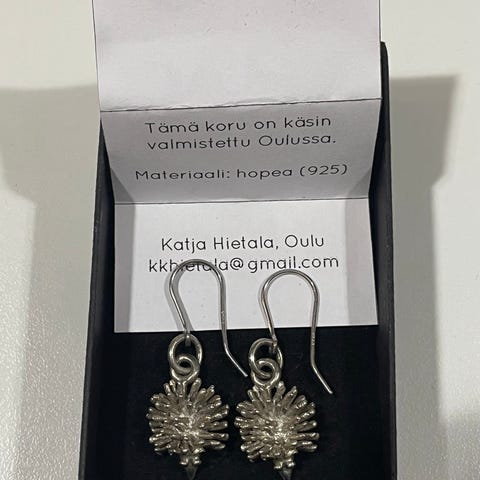 Tämä koru on käsin
valmistettu Oulussa.
Materiaali: hopea (925)
Katja Hietala, Oulu
kkhietala@gmail.com